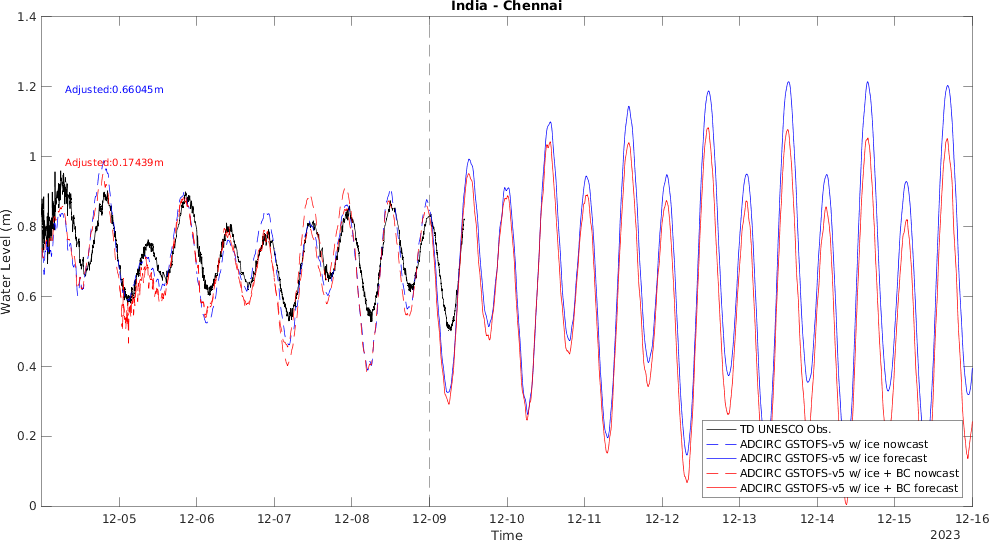 India - Chennai
1.4
1.2
1
0.8
0.6
0.4
0.2
0
Water Level (m)
Adjusted:0.66045m
Adjusted:0.17439m
TD UNESCO Obs.
ADCIRC GSTOFS-v5 w/ ice nowcast
ADCIRC GSTOFS-v5 w/ ice forecast
ADCIRC GSTOFS-v5 w/ ice + BC nowcast
ADCIRC GSTOFS-v5 w/ ice + BC forecast
12-05 12-06 12-07 12-08 12-09 12-10 12-11 12-12 12-13 12-14 12-15 12-16
Time
2023